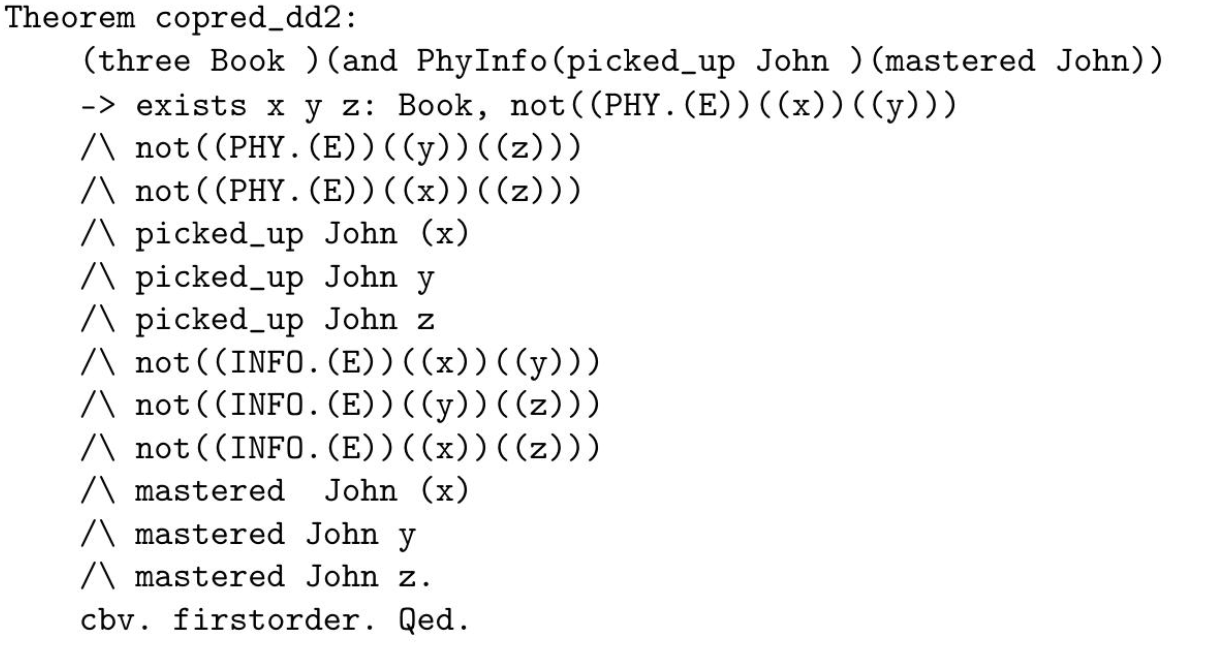 Theorem copred_dd2:
(three Book )(and PhyInfo(picked_up John )(mastered John))
-> exists x y z: Book, not((PHY.(E))((x))((y)))
/\ not((PHY.(E))((y))((z)))
/\ not((PHY.(E))((x))((z)))
/\ picked_up John (x)
/\ picked_up John y
/\ picked_up John z
/\ not((INFO.(E))((x))((y)))
/\ not((INFO.(E))((y))((z)))
/\ not((INFO.(E))((x))((z)))
/\ mastered  John (x)
/\ mastered John y
/\ mastered John z.
cbv. firstorder. Qed.